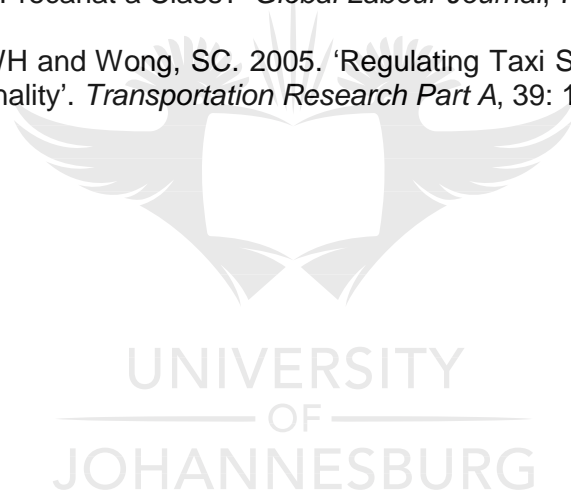 a Class? Global Labour Journal,
WH and Wong, SC. 2005. ‘Regulating Taxi S
nality’. Transportation Research Part A, 39: 1
UNIVERSITY
OF
JOHANNESBURG